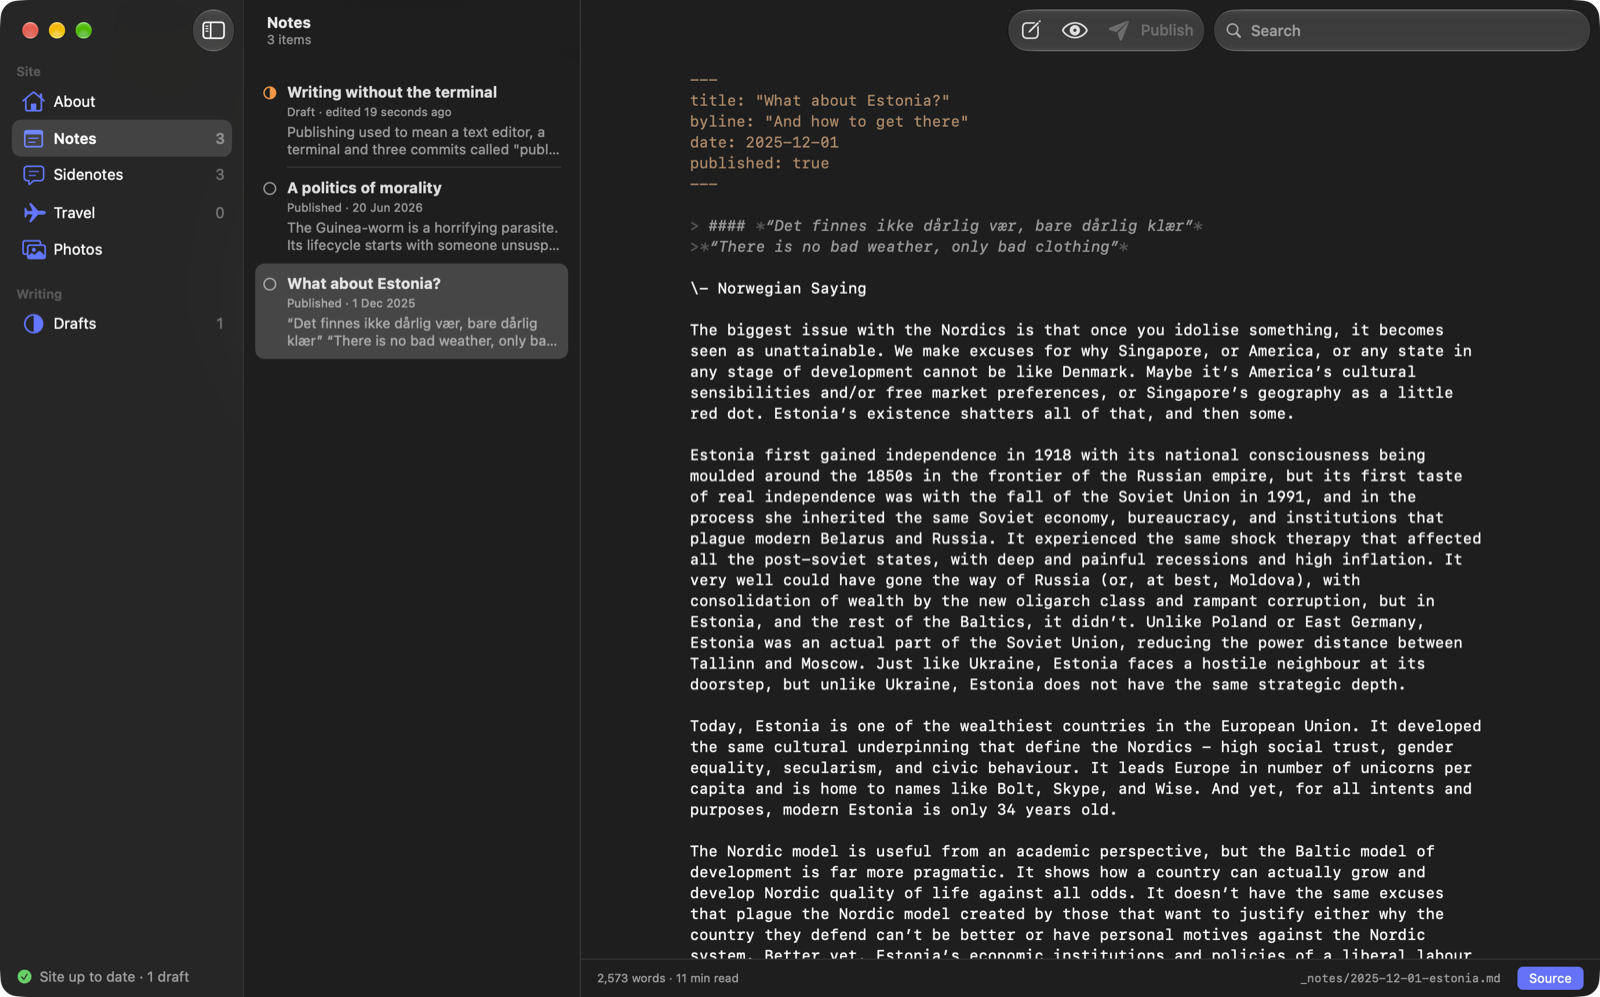 Site
About
Notes 3
Sidenotes 3
Travel 0
Photos
Writing
Drafts 1
Site up to date · 1 draft
Notes
3 items
Writing without the terminal
Draft · edited 19 seconds ago
Publishing used to mean a text editor, a
terminal and three commits called "publ...
A politics of morality
Published · 20 Jun 2026
The Guinea-worm is a horrifying parasite.
Its lifecycle starts with someone unsusp...
What about Estonia?
Published · 1 Dec 2025
“Det finnes ikke dårlig vær, bare dårlig
klær” “There is no bad weather, only ba...
Publish
Search
---
title: "What about Estonia?"
byline: "And how to get there"
date: 2025-12-01
published: true
---
> #### *“Det finnes ikke dårlig vær, bare dårlig klær”*
>*“There is no bad weather, only bad clothing”*
\- Norwegian Saying
The biggest issue with the Nordics is that once you idolise something, it becomes
seen as unattainable. We make excuses for why Singapore, or America, or any state in
any stage of development cannot be like Denmark. Maybe it’s America’s cultural
sensibilities and/or free market preferences, or Singapore’s geography as a little
red dot. Estonia’s existence shatters all of that, and then some.
Estonia first gained independence in 1918 with its national consciousness being
moulded around the 1850s in the frontier of the Russian empire, but its first taste
of real independence was with the fall of the Soviet Union in 1991, and in the
process she inherited the same Soviet economy, bureaucracy, and institutions that
plague modern Belarus and Russia. It experienced the same shock therapy that affected
all the post-soviet states, with deep and painful recessions and high inflation. It
very well could have gone the way of Russia (or, at best, Moldova), with
consolidation of wealth by the new oligarch class and rampant corruption, but in
Estonia, and the rest of the Baltics, it didn’t. Unlike Poland or East Germany,
Estonia was an actual part of the Soviet Union, reducing the power distance between
Tallinn and Moscow. Just like Ukraine, Estonia faces a hostile neighbour at its
doorstep, but unlike Ukraine, Estonia does not have the same strategic depth.
Today, Estonia is one of the wealthiest countries in the European Union. It developed
the same cultural underpinning that define the Nordics – high social trust, gender
equality, secularism, and civic behaviour. It leads Europe in number of unicorns per
capita and is home to names like Bolt, Skype, and Wise. And yet, for all intents and
purposes, modern Estonia is only 34 years old.
The Nordic model is useful from an academic perspective, but the Baltic model of
development is far more pragmatic. It shows how a country can actually grow and
develop Nordic quality of life against all odds. It doesn’t have the same excuses
that plague the Nordic model created by those that want to justify either why the
country they defend can’t be better or have personal motives against the Nordic
system. Better yet, Estonia’s economic institutions and policies of a liberal labour
2,573 words · 11 min read
_notes/2025-12-01-estonia.md
Source